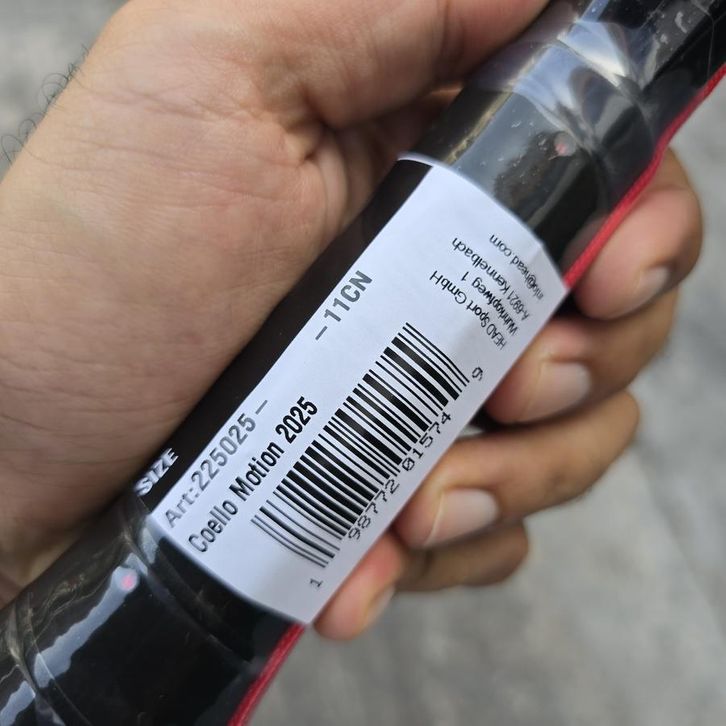 SIZE
Art:225025- -11CN
Coello Motion 2025
1 98772 01574 9
HEAD Sport GmbH
Wuhrkopfweg 1
A-6921 Kennelbach
info@head.com